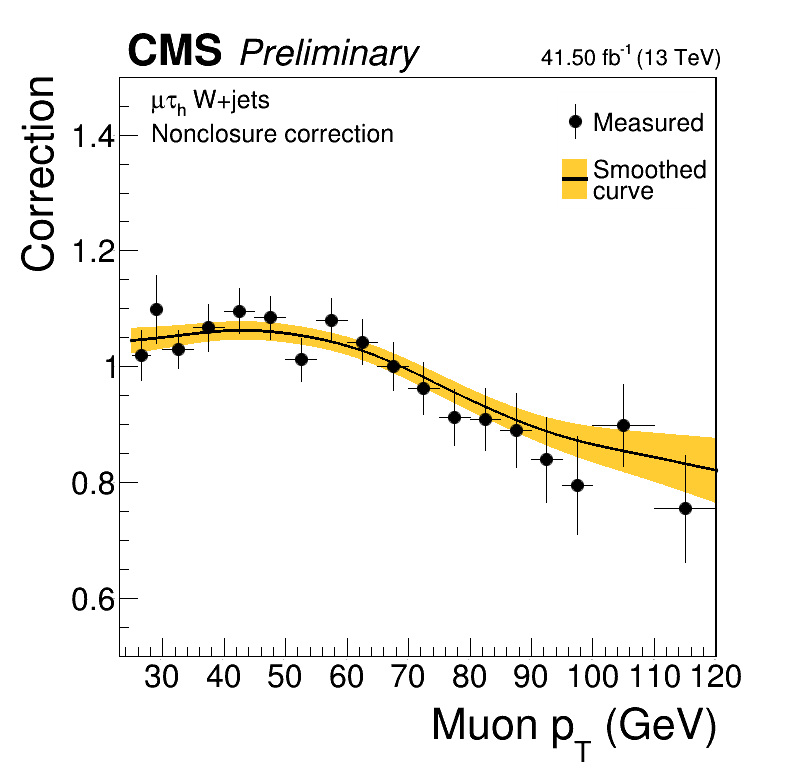 CMS Preliminary 41.50 fb⁻¹ (13 TeV)
μτh W+jets
Nonclosure correction
Measured
Smoothed
curve
Correction
1.4
1.2
1
0.8
0.6
30 40 50 60 70 80 90 100 110 120
Muon pT (GeV)